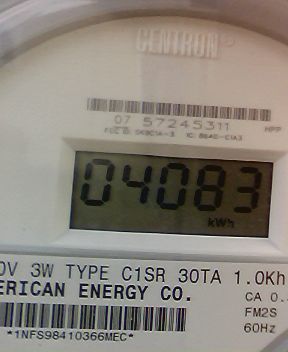 CENTRON®
07 57245311
HPP
04083
kWh
0V 3W TYPE C1SR 30TA 1.0Kh
ERICAN ENERGY CO.
CA 0.
FM2S
60Hz
*1NFS98410366MEC*